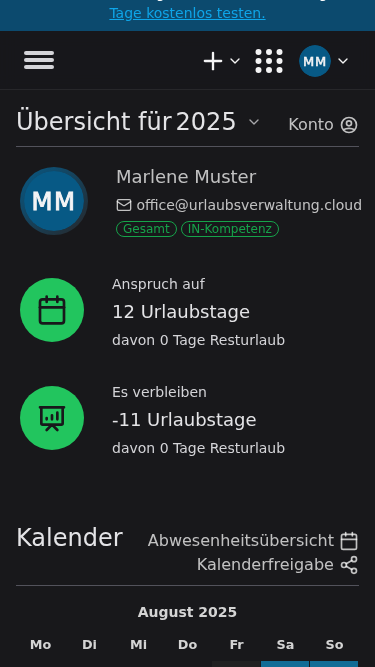 Tage kostenlos testen.
MM
Übersicht für 2025
Konto
MM
Marlene Muster
office@urlaubsverwaltung.cloud
Gesamt IN-Kompetenz
Anspruch auf
12 Urlaubstage
davon 0 Tage Resturlaub
Es verbleiben
-11 Urlaubstage
davon 0 Tage Resturlaub
Kalender
Abwesenheitsübersicht
Kalenderfreigabe
August 2025
Mo Di Mi Do Fr Sa So